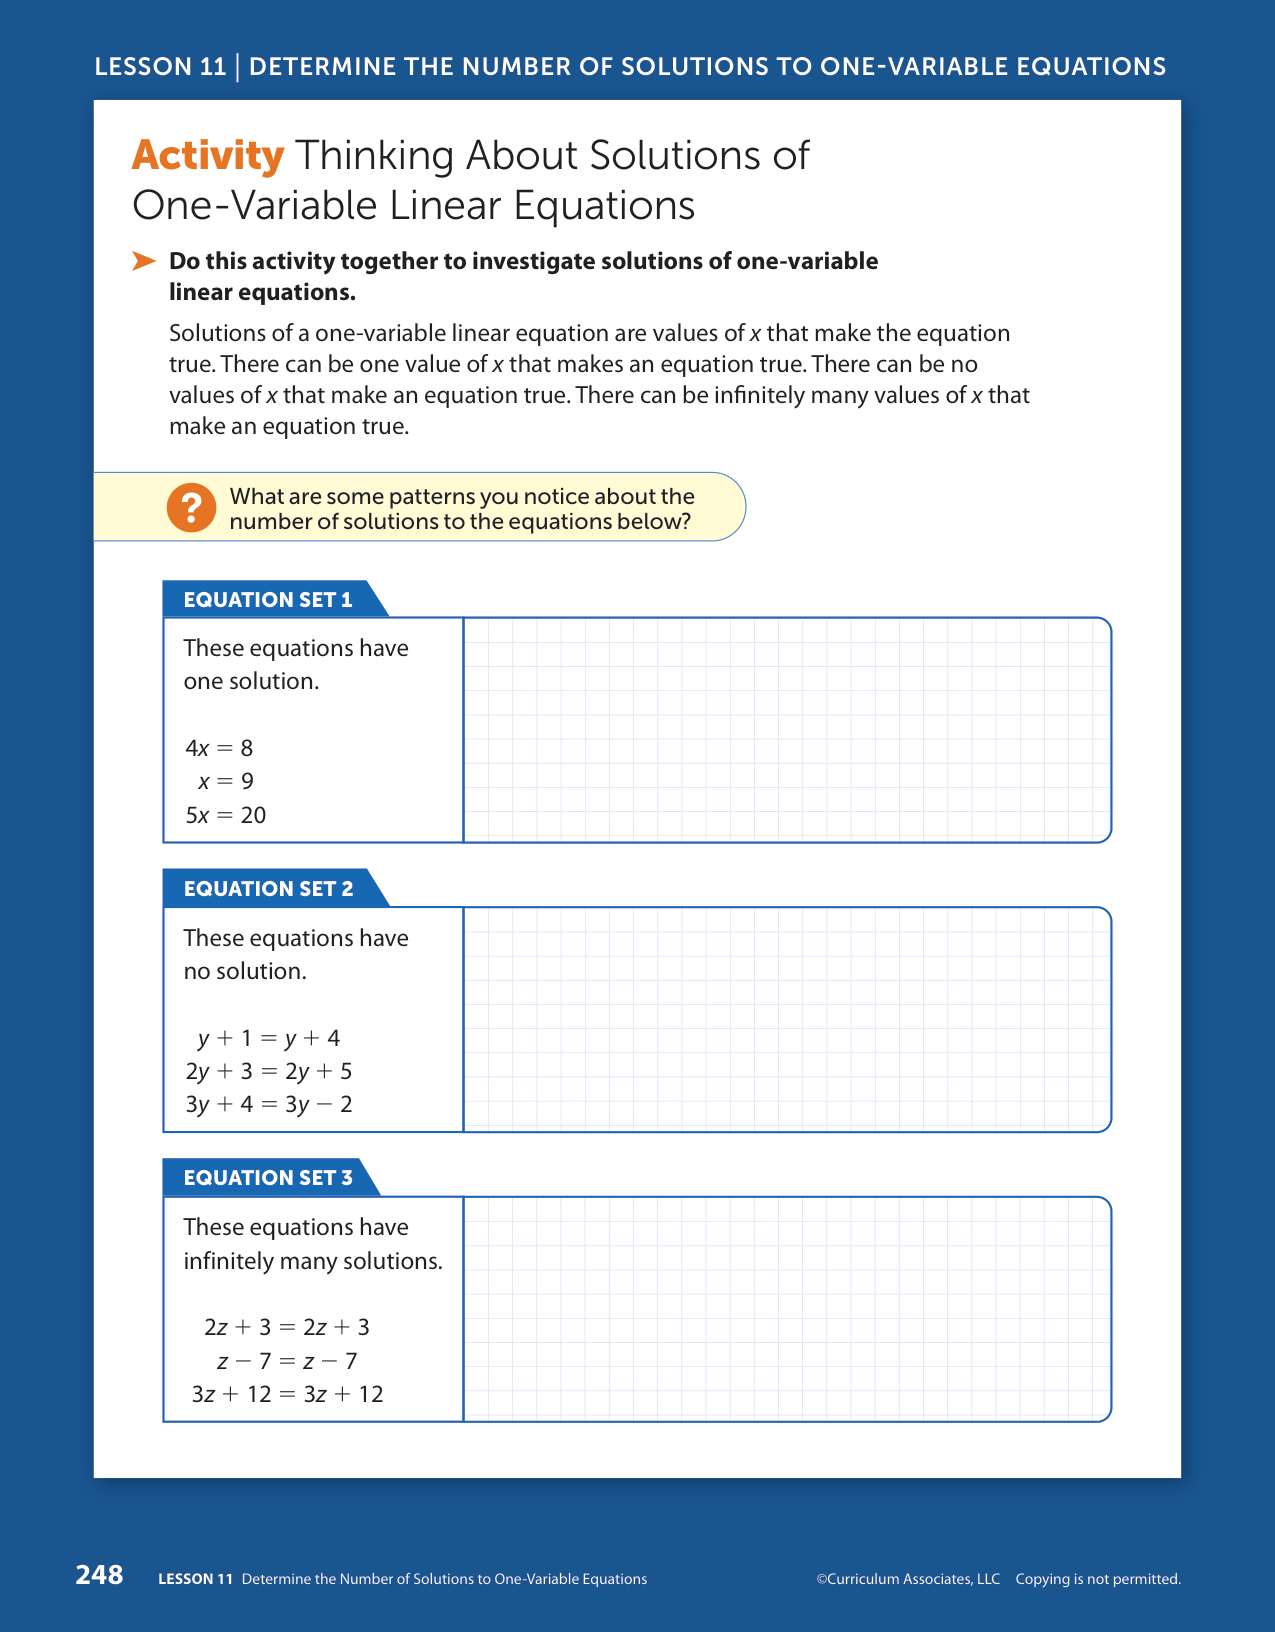 LESSON 11 | DETERMINE THE NUMBER OF SOLUTIONS TO ONE-VARIABLE EQUATIONS
Activity Thinking About Solutions of
One-Variable Linear Equations
➤ Do this activity together to investigate solutions of one-variable
linear equations.
Solutions of a one-variable linear equation are values of x that make the equation
true. There can be one value of x that makes an equation true. There can be no
values of x that make an equation true. There can be infinitely many values of x that
make an equation true.
? What are some patterns you notice about the
number of solutions to the equations below?
EQUATION SET 1
These equations have
one solution.
4x = 8
x = 9
5x = 20
EQUATION SET 2
These equations have
no solution.
y + 1 = y + 4
2y + 3 = 2y + 5
3y + 4 = 3y − 2
EQUATION SET 3
These equations have
infinitely many solutions.
2z + 3 = 2z + 3
z − 7 = z − 7
3z + 12 = 3z + 12
248 LESSON 11 Determine the Number of Solutions to One-Variable Equations ©Curriculum Associates, LLC Copying is not permitted.